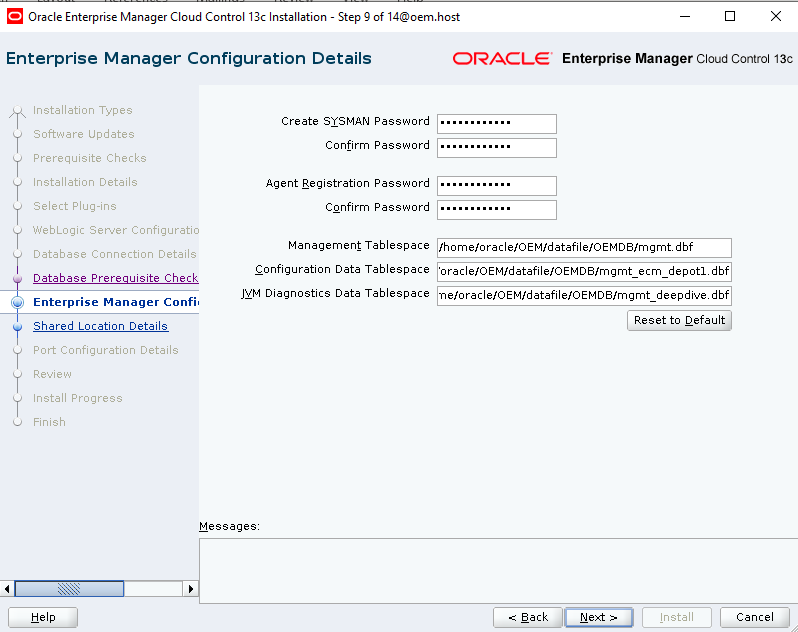 Oracle Enterprise Manager Cloud Control 13c Installation - Step 9 of 14@oem.host
Enterprise Manager Configuration Details
ORACLE Enterprise Manager Cloud Control 13c
Installation Types
Software Updates
Prerequisite Checks
Installation Details
Select Plug-ins
WebLogic Server Configuratio
Database Connection Details
Database Prerequisite Check
Enterprise Manager Confi
Shared Location Details
Port Configuration Details
Review
Install Progress
Finish
Create SYSMAN Password
Confirm Password
Agent Registration Password
Confirm Password
Management Tablespace /home/oracle/OEM/datafile/OEMDB/mgmt.dbf
Configuration Data Tablespace 'oracle/OEM/datafile/OEMDB/mgmt_ecm_depot1.dbf
JVM Diagnostics Data Tablespace me/oracle/OEM/datafile/OEMDB/mgmt_deepdive.dbf
Reset to Default
Messages:
Help
< Back
Next >
Install
Cancel